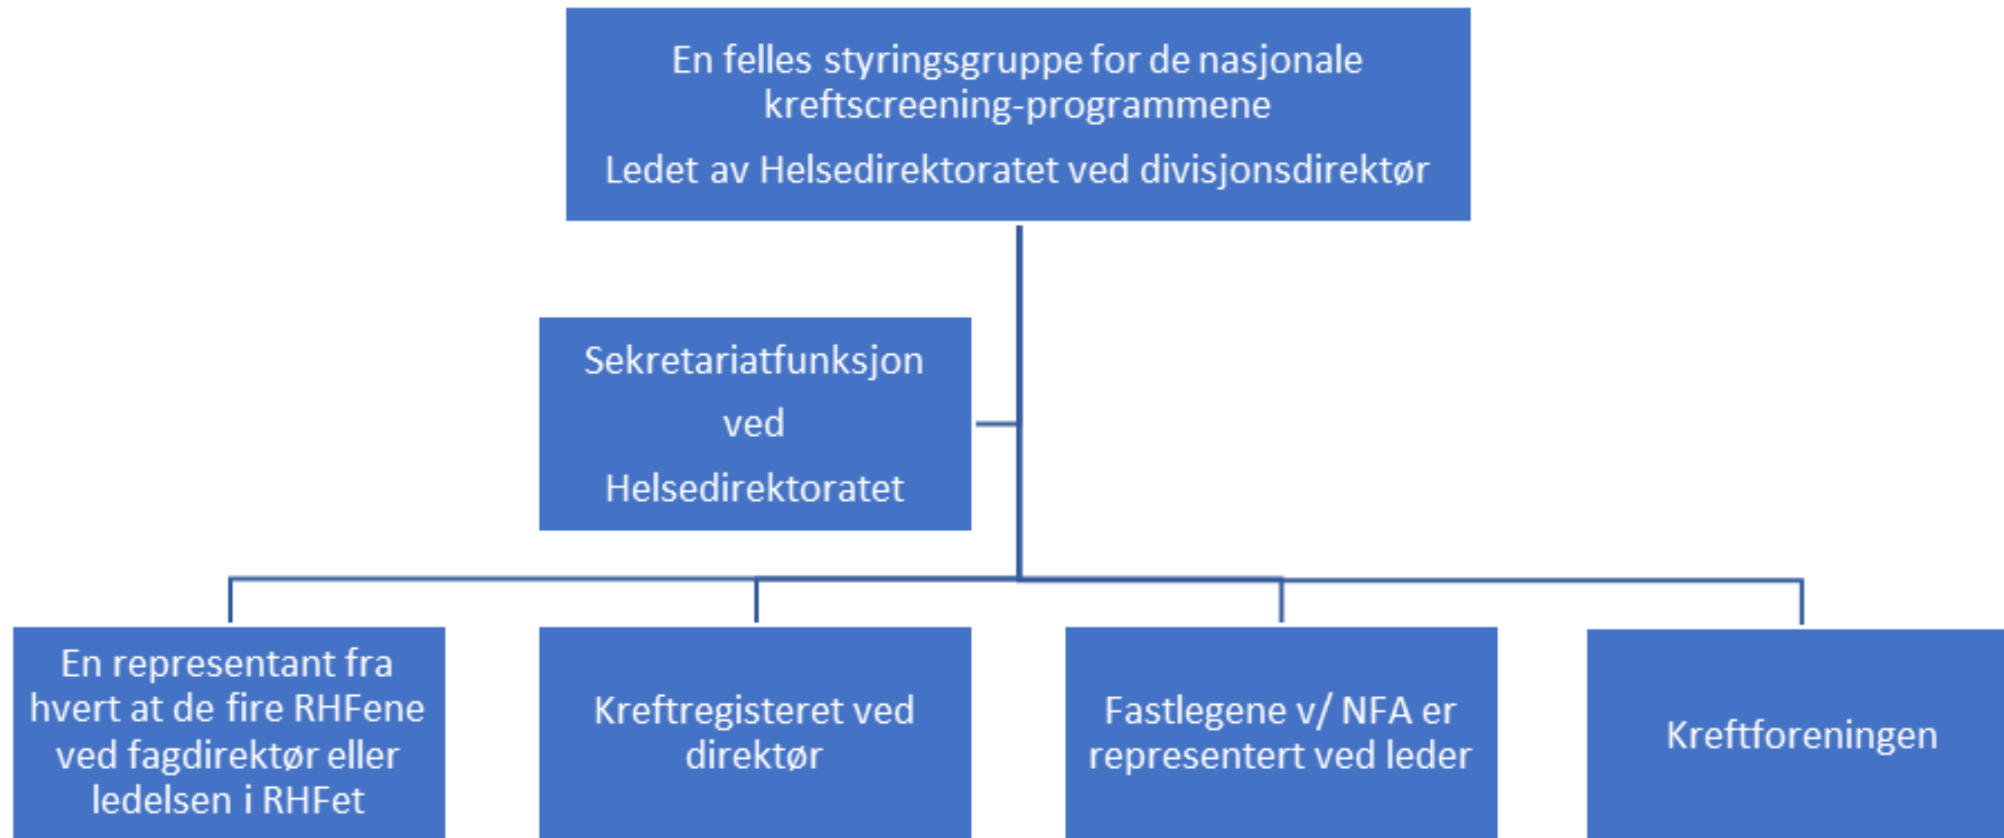 En felles styringsgruppe for de nasjonale
kreftscreening-programmene
Ledet av Helsedirektoratet ved divisjonsdirektør
Sekretariatfunksjon
ved
Helsedirektoratet
En representant fra
hvert at de fire RHFene
ved fagdirektør eller
ledelsen i RHFet
Kreftregisteret ved
direktør
Fastlegene v/ NFA er
representert ved leder
Kreftforeningen